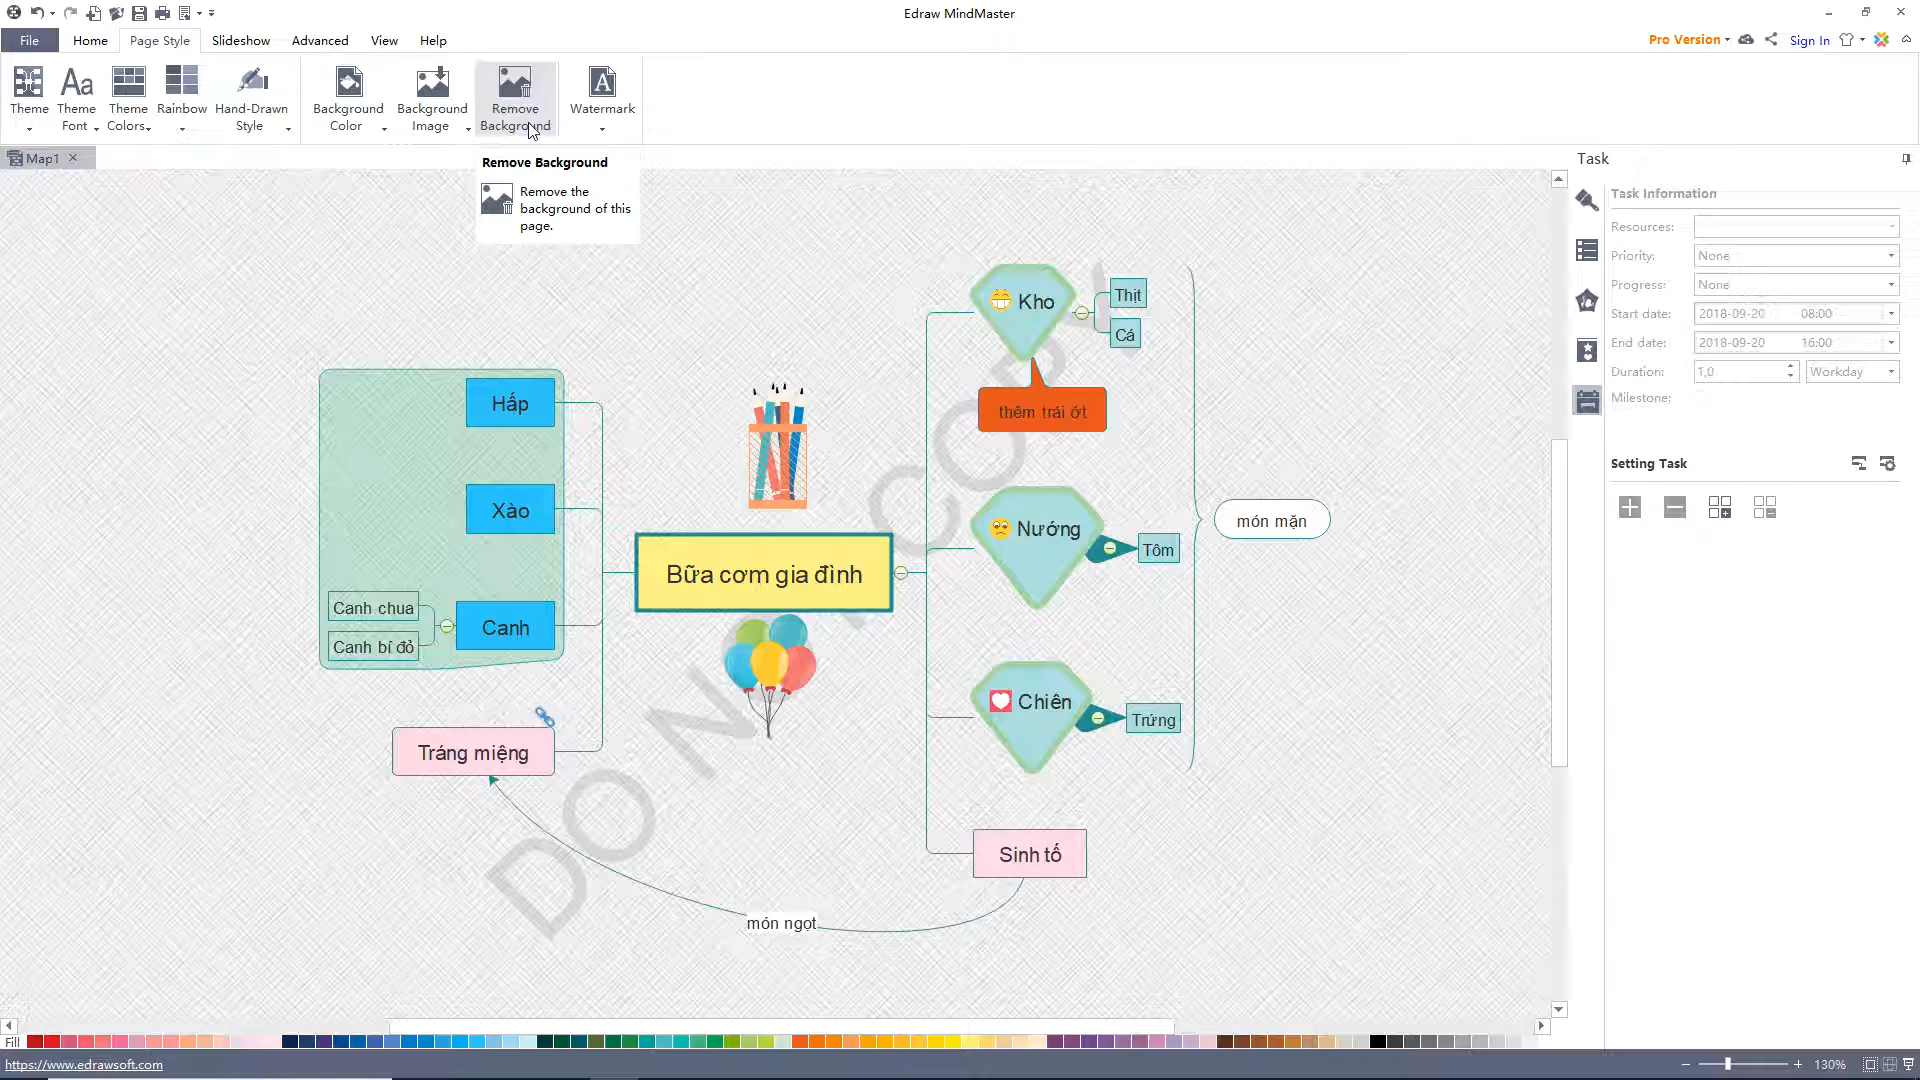 Edraw MindMaster
File
Home
Page Style
Slideshow
Advanced
View
Help
Pro Version
Sign In
Theme
Theme
Font
Theme
Colors
Rainbow
Hand-Drawn
Style
Background
Color
Background
Image
Remove
Background
Watermark
Map1
Remove Background
Remove the
background of this
page.
Kho
Thịt
Cá
thêm trái ớt
Hấp
Xào
Nướng
Tôm
món mặn
Bữa cơm gia đình
Canh chua
Canh bí đỏ
Canh
Chiên
Trứng
Tráng miệng
Sinh tố
món ngọt
DO NOT COPY
Task
Task Information
Resources:
Priority:
None
Progress:
None
Start date:
2018-09-20
08:00
End date:
2018-09-20
16:00
Duration:
1,0
Workday
Milestone:
Setting Task
Fill
https://www.edrawsoft.com
130%